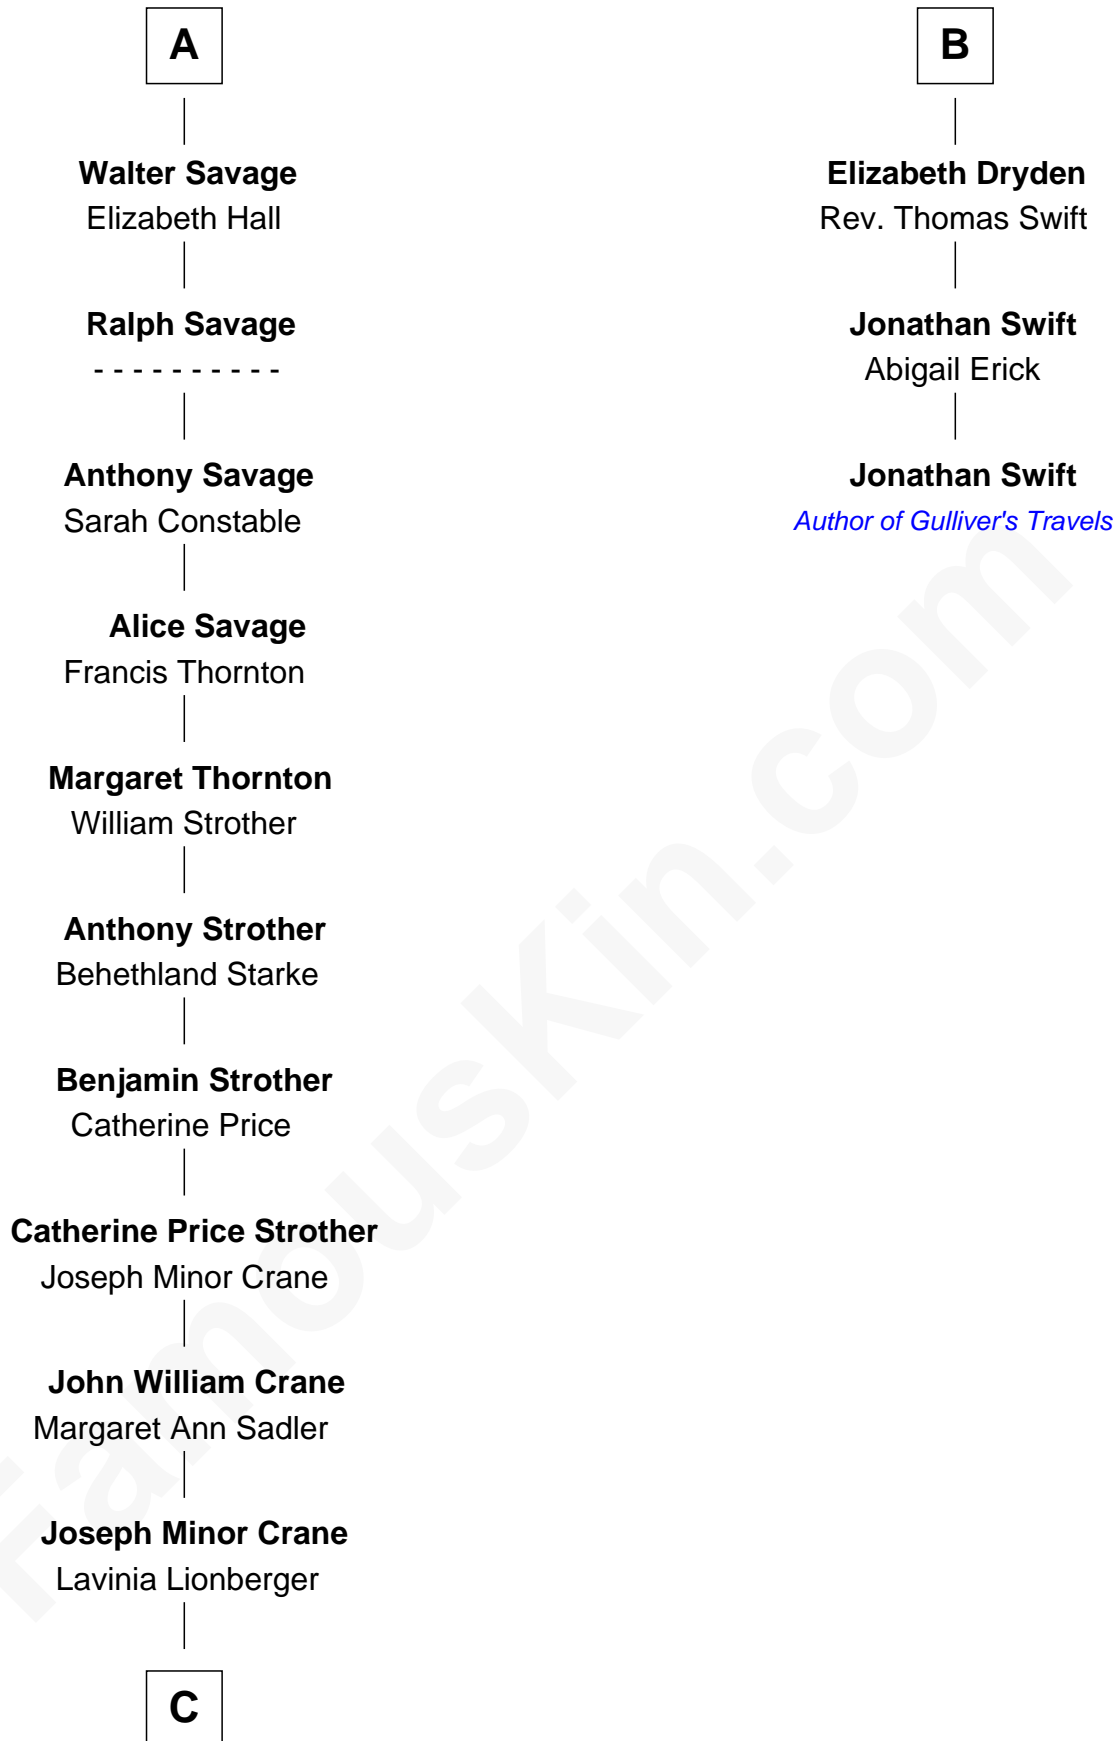 A
Walter Savage
Elizabeth Hall
Ralph Savage
- - - - - - - - - -
Anthony Savage
Sarah Constable
Alice Savage
Francis Thornton
Margaret Thornton
William Strother
Anthony Strother
Behethland Starke
Benjamin Strother
Catherine Price
Catherine Price Strother
Joseph Minor Crane
John William Crane
Margaret Ann Sadler
Joseph Minor Crane
Lavinia Lionberger
C
B
Elizabeth Dryden
Rev. Thomas Swift
Jonathan Swift
Abigail Erick
Jonathan Swift
Author of Gulliver's Travels
FamousKin.com